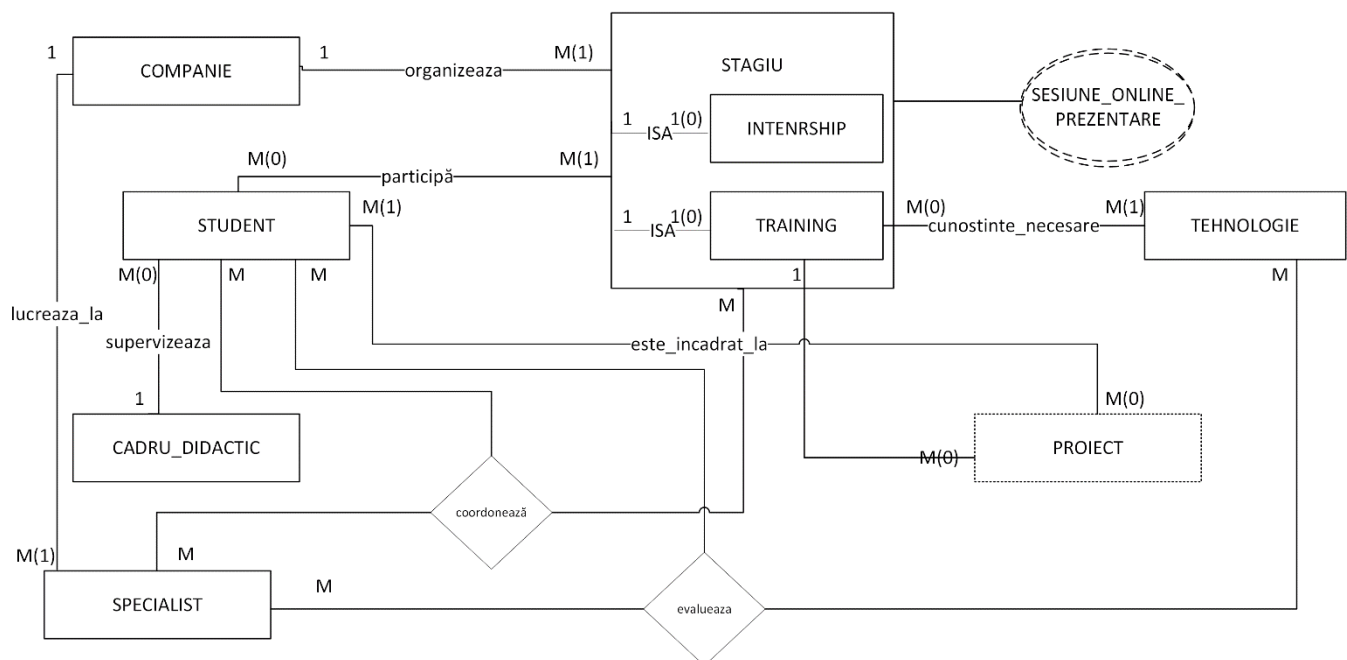 1
COMPANIE
1
organizeaza
M(1)
STAGIU
SESIUNE_ONLINE_
PREZENTARE
1
ISA
1(0)
INTENRSHIP
M(0)
participă
M(1)
STUDENT
M(1)
1
ISA
1(0)
TRAINING
M(0)
cunostinte_necesare
M(1)
TEHNOLOGIE
M(0)
M
M
1
M
M
lucreaza_la
supervizeaza
este_incadrat_la
1
CADRU_DIDACTIC
M(0)
PROIECT
M(0)
coordonează
M(1)
M
SPECIALIST
M
evalueaza